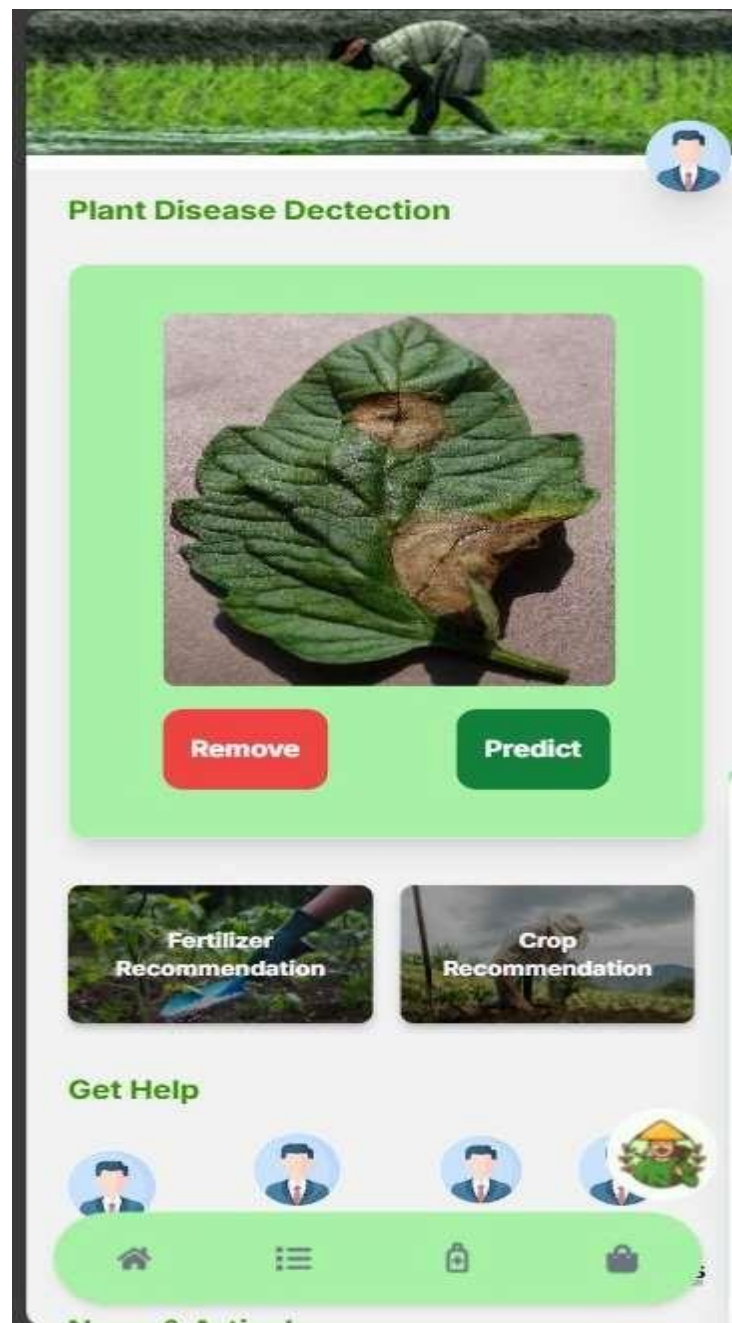 Plant Disease Dectection
Remove
Predict
Fertilizer
Recommendation
Crop
Recommendation
Get Help